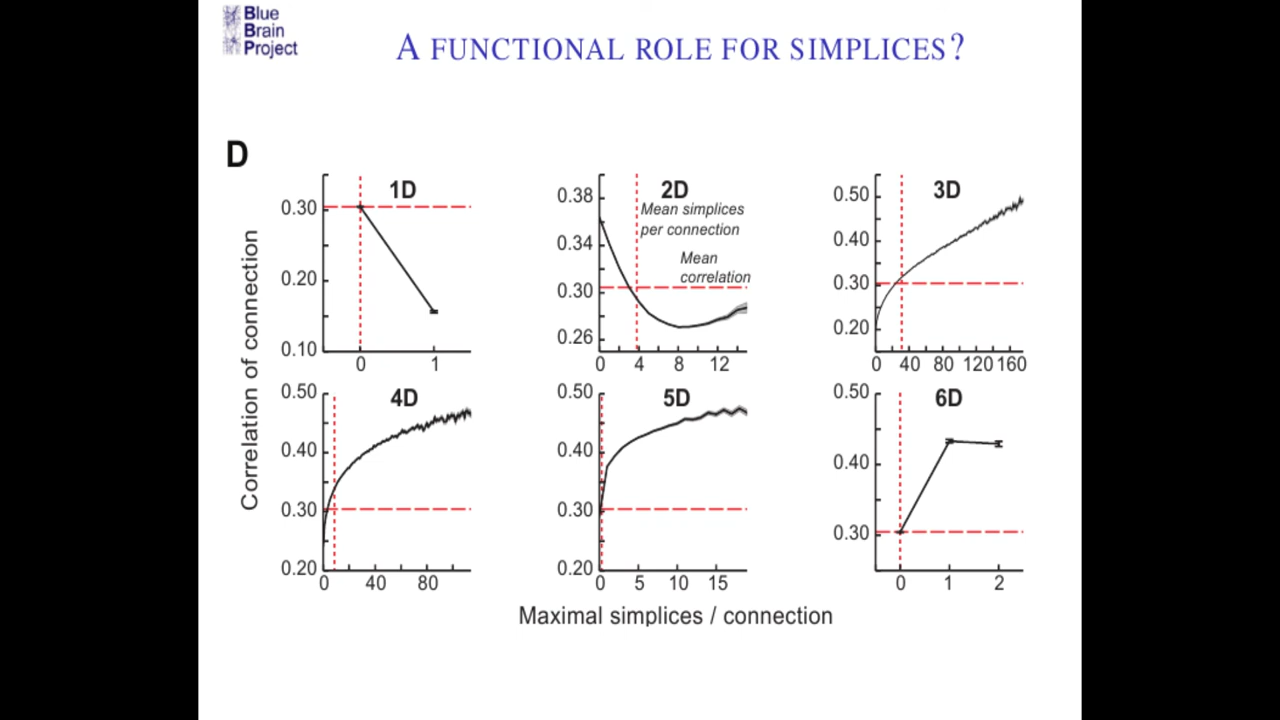 Blue
Brain
Project
A FUNCTIONAL ROLE FOR SIMPLICES?
D
Correlation of connection
1D
0.30
0.20
0.10
0 1
2D
Mean simplices
per connection
Mean
correlation
0.38
0.34
0.30
0.26
0 4 8 12
3D
0.50
0.40
0.30
0.20
0 40 80 120 160
4D
0.50
0.40
0.30
0.20
0 40 80
5D
0.50
0.40
0.30
0.20
0 5 10 15
6D
0.50
0.40
0.30
0 1 2
Maximal simplices / connection